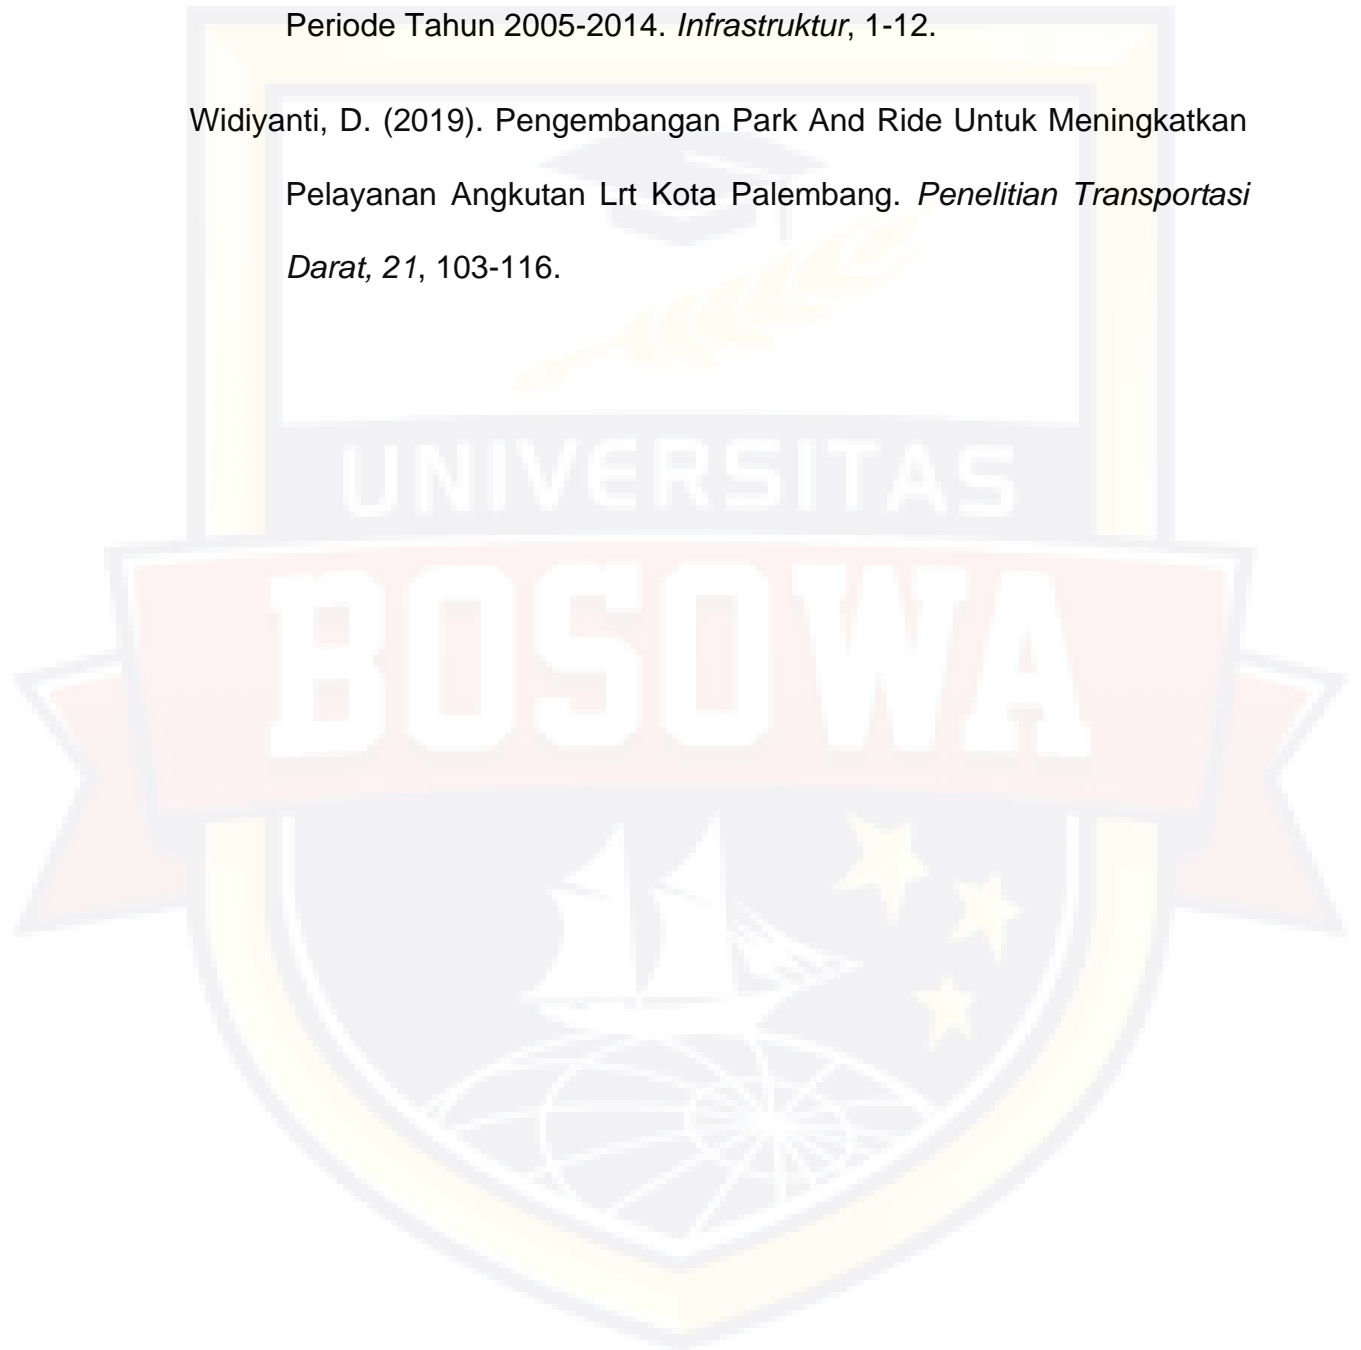 Periode Tahun 2005-2014. Infrastruktur, 1-12.
Widiyanti, D. (2019). Pengembangan Park And Ride Untuk Meningkatkan
Pelayanan Angkutan Lrt Kota Palembang. Penelitian Transportasi
Darat, 21, 103-116.
UNIVERSITAS
BOSOWA